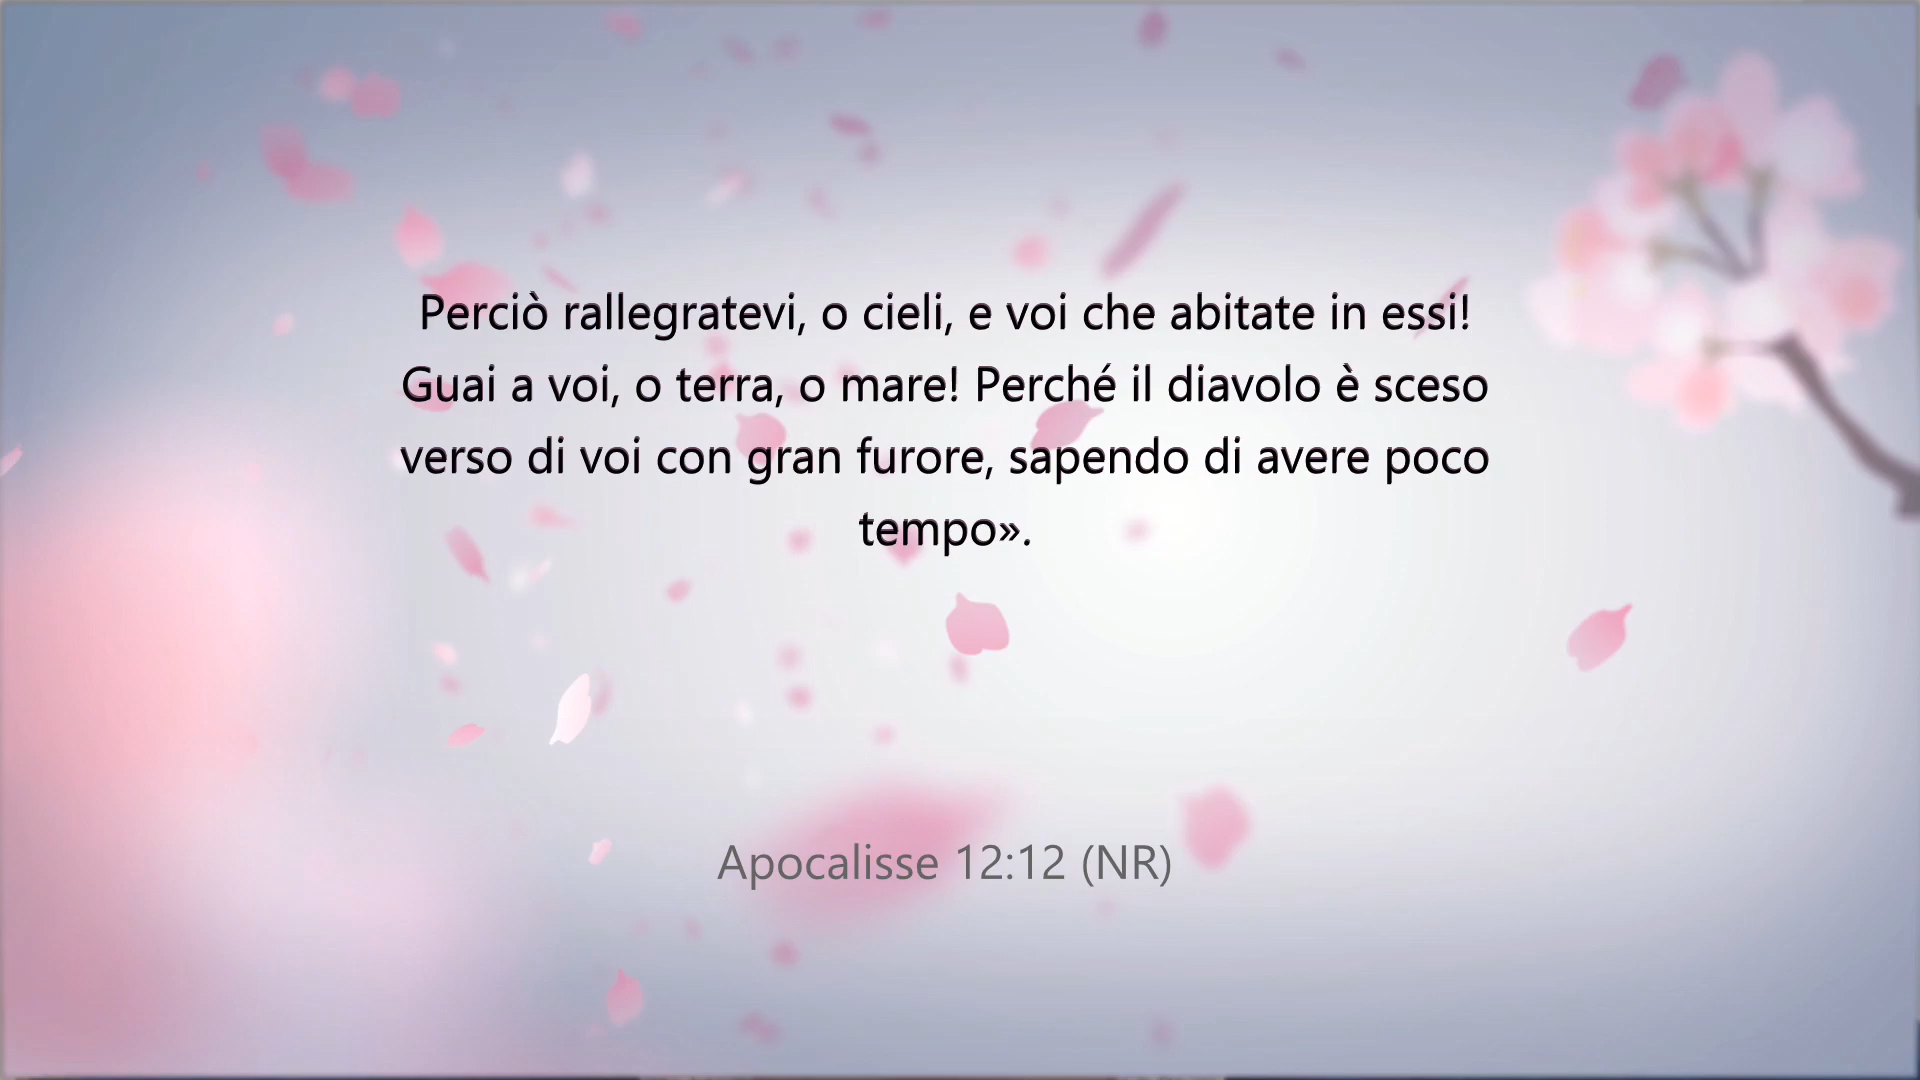 Perciò rallegratevi, o cieli, e voi che abitate in essi!
Guai a voi, o terra, o mare! Perché il diavolo è sceso
verso di voi con gran furore, sapendo di avere poco
tempo».
Apocalisse 12:12 (NR)